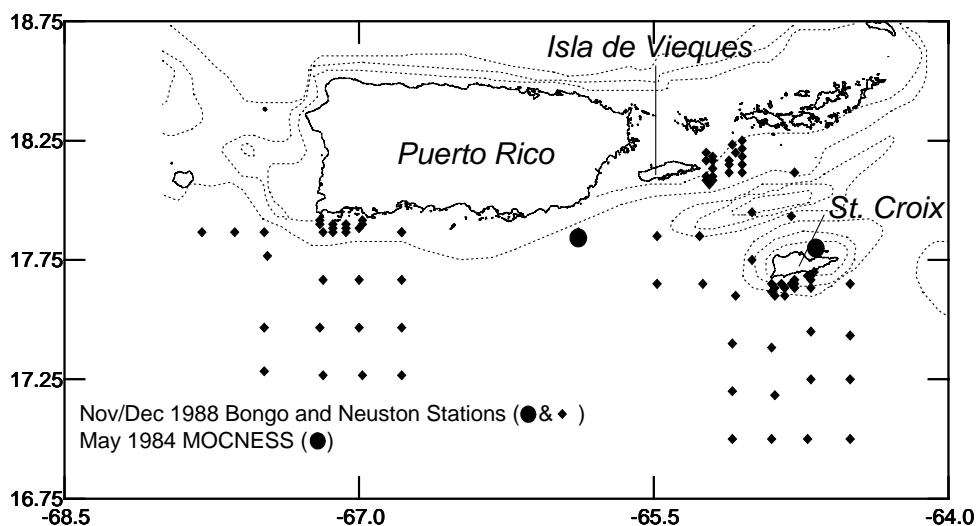 18.75
Isla de Vieques
18.25
Puerto Rico
St. Croix
17.75
17.25
Nov/Dec 1988 Bongo and Neuston Stations (●&⬥ )
May 1984 MOCNESS (●)
16.75
-68.5 -67.0 -65.5 -64.0